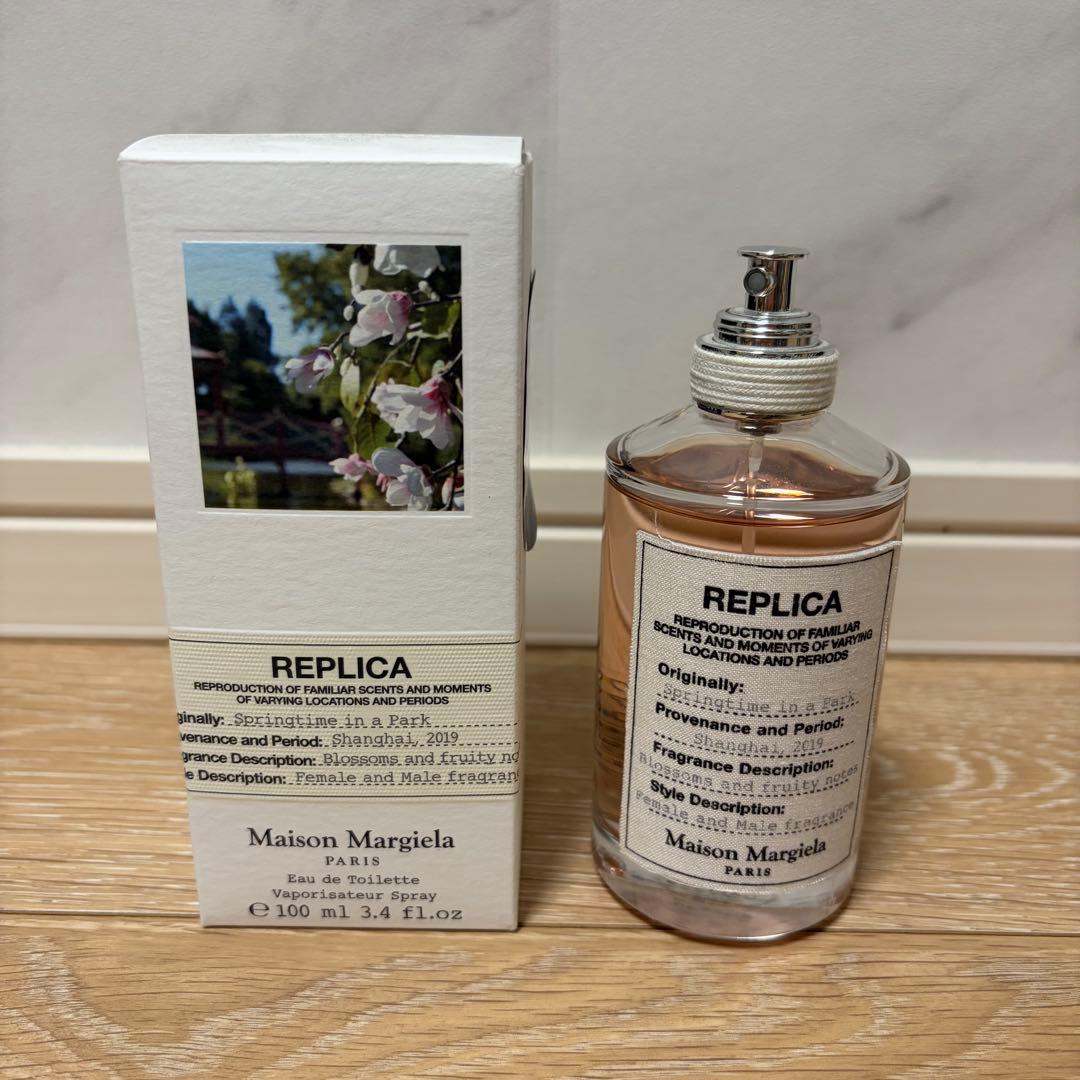 REPLICA
REPRODUCTION OF FAMILIAR SCENTS AND MOMENTS
OF VARYING LOCATIONS AND PERIODS
ginally: Springtime in a Park
venance and Period: Shanghai, 2019
grance Description: Blossoms and fruity no
e Description: Female and Male fragran
Maison Margiela
PARIS
Eau de Toilette
Vaporisateur Spray
℮ 100 ml 3.4 fl.oz
REPLICA
REPRODUCTION OF FAMILIAR
SCENTS AND MOMENTS OF VARYING
LOCATIONS AND PERIODS
Originally:
Springtime in a Park
Provenance and Period:
Shanghai, 2019
Fragrance Description:
Blossoms and fruity notes
Style Description:
Female and Male fragrance
Maison Margiela
PARIS